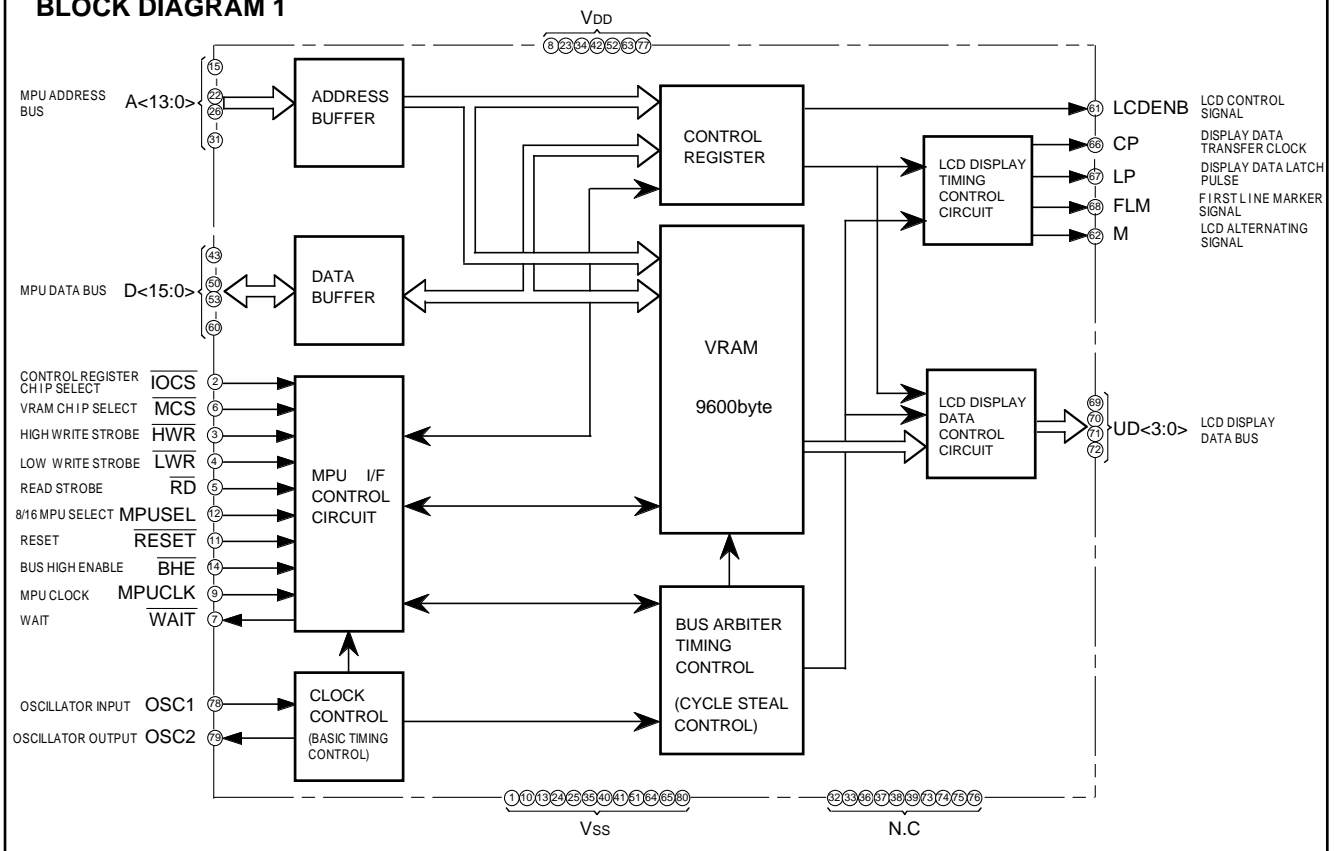 BLOCK DIAGRAM 1
VDD
8 23 34 42 52 63 77
MPU ADDRESS
BUS
A<13:0>
15
22
26
31
ADDRESS
BUFFER
CONTROL
REGISTER
61 LCDENB
LCD CONTROL
SIGNAL
66 CP
DISPLAY DATA
TRANSFER CLOCK
67 LP
DISPLAY DATA LATCH
PULSE
68 FLM
FIRST LINE MARKER
SIGNAL
62 M
LCD ALTERNATING
SIGNAL
LCD DISPLAY
TIMING
CONTROL
CIRCUIT
MPU DATA BUS D<15:0>
43
50
53
60
DATA
BUFFER
VRAM
9600byte
LCD DISPLAY
DATA
CONTROL
CIRCUIT
69
70
71
72
UD<3:0>
LCD DISPLAY
DATA BUS
CONTROL REGISTER
CHIP SELECT
IOCS 2
VRAM CHIP SELECT MCS 6
HIGH WRITE STROBE HWR 3
LOW WRITE STROBE LWR 4
READ STROBE RD 5
8/16 MPU SELECT MPUSEL 12
RESET RESET 11
BUS HIGH ENABLE BHE 14
MPU CLOCK MPUCLK 9
WAIT WAIT 7
MPU I/F
CONTROL
CIRCUIT
BUS ARBITER
TIMING
CONTROL
(CYCLE STEAL
CONTROL)
OSCILLATOR INPUT OSC1 78
OSCILLATOR OUTPUT OSC2 79
CLOCK
CONTROL
(BASIC TIMING
CONTROL)
1 10 13 24 25 35 40 41 51 64 65 80
VSS
32 33 36 37 38 39 73 74 75 76
N.C